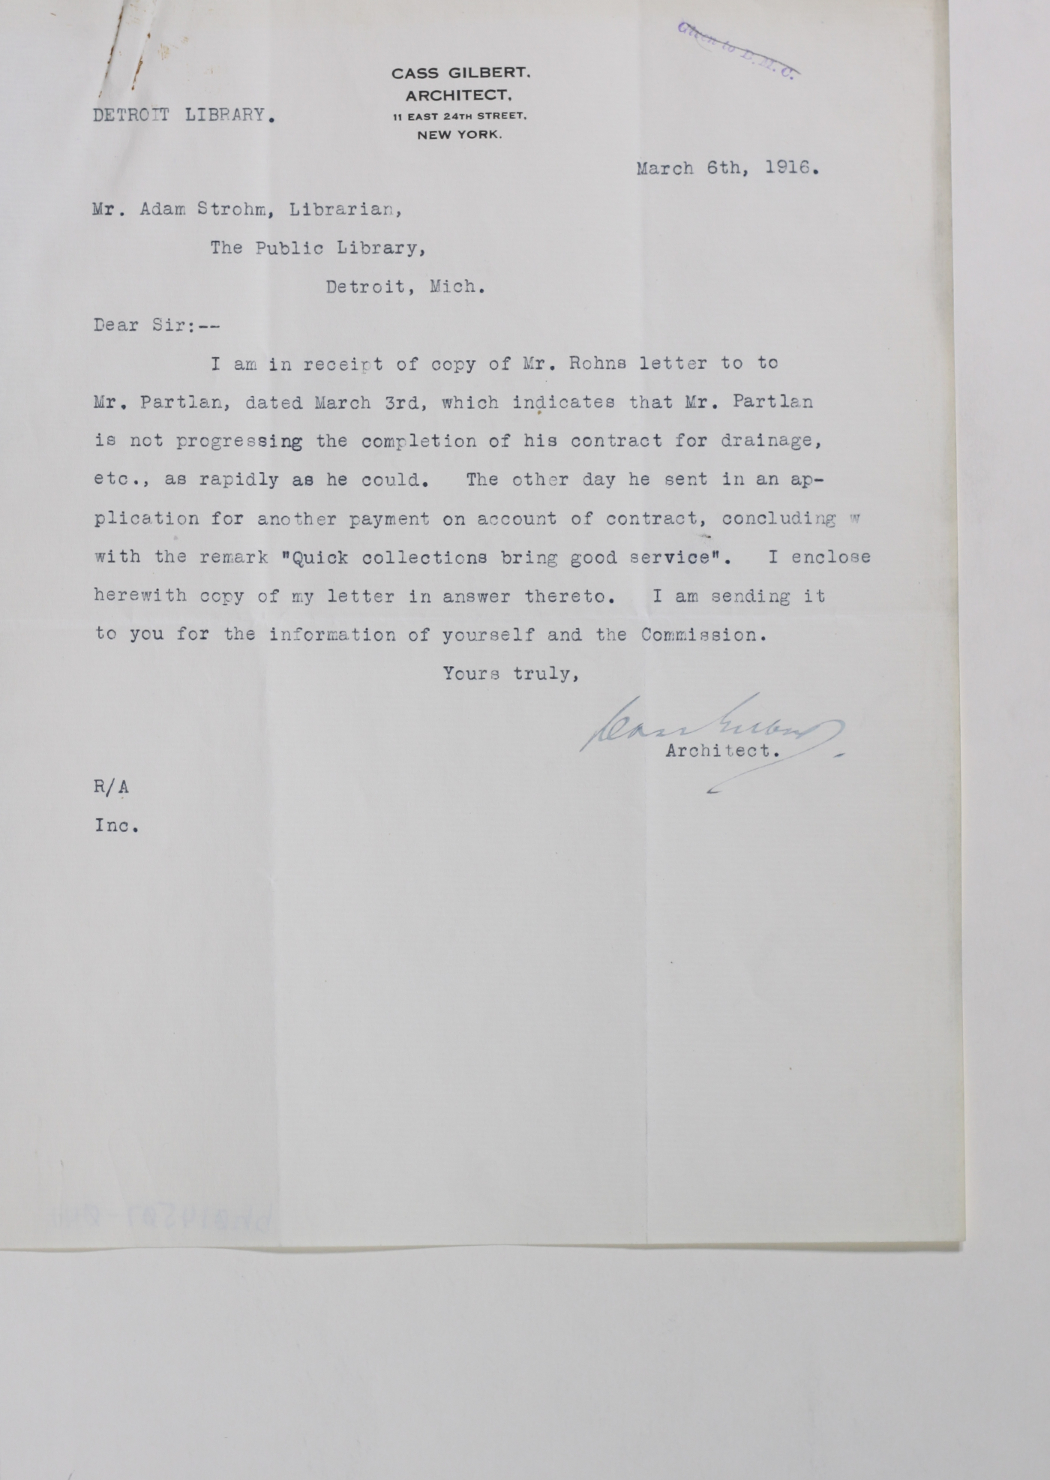 CASS GILBERT.
ARCHITECT,
11 EAST 24TH STREET,
NEW YORK.
DETROIT LIBRARY.
March 6th, 1916.
Mr. Adam Strohm, Librarian,
The Public Library,
Detroit, Mich.
Dear Sir:--
I am in receipt of copy of Mr. Rohns letter to to
Mr. Partlan, dated March 3rd, which indicates that Mr. Partlan
is not progressing the completion of his contract for drainage,
etc., as rapidly as he could. The other day he sent in an ap-
plication for another payment on account of contract, concluding w
with the remark "Quick collections bring good service". I enclose
herewith copy of my letter in answer thereto. I am sending it
to you for the information of yourself and the Commission.
Yours truly,
Cass Gilbert
Architect.
R/A
Inc.